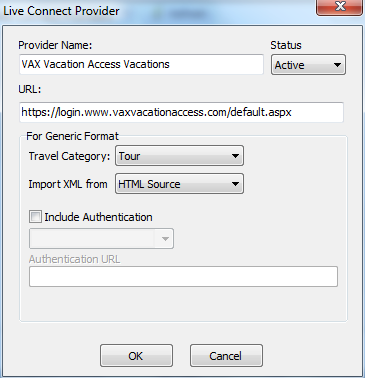 Live Connect Provider
Provider Name: Status
VAX Vacation Access Vacations Active
URL:
https://login.www.vaxvacationaccess.com/default.aspx
For Generic Format
Travel Category: Tour
Import XML from HTML Source
Include Authentication
Authentication URL
OK Cancel